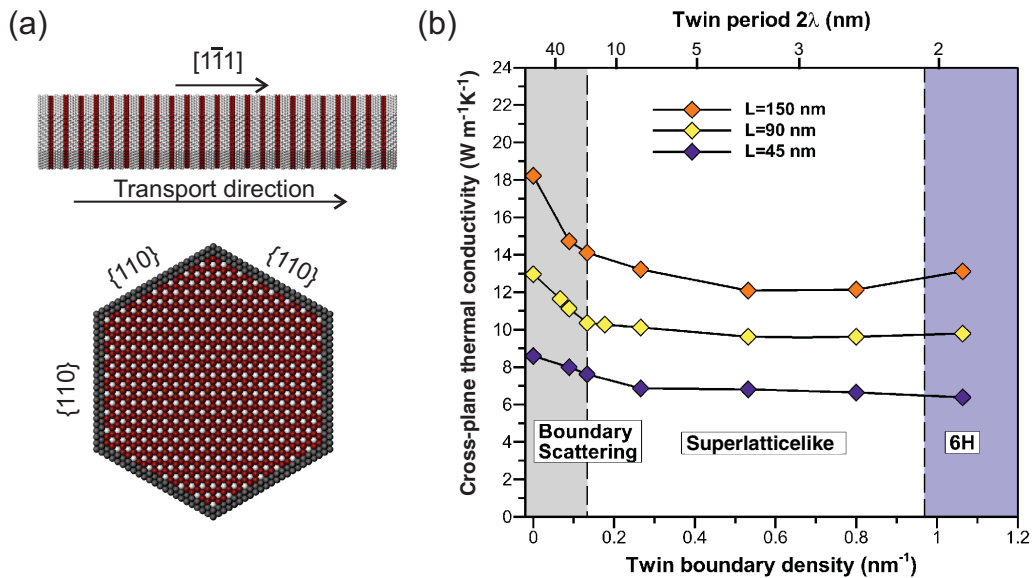 (a)
[11̄1]
Transport direction
{110}
{110}
{110}
(b)
Twin period 2λ (nm)
40 10 5 3 2
Cross-plane thermal conductivity (W m⁻¹K⁻¹)
24
22
20
18
16
14
12
10
8
6
4
2
0
L=150 nm
L=90 nm
L=45 nm
Boundary
Scattering
Superlatticelike
6H
0 0.2 0.4 0.6 0.8 1 1.2
Twin boundary density (nm⁻¹)